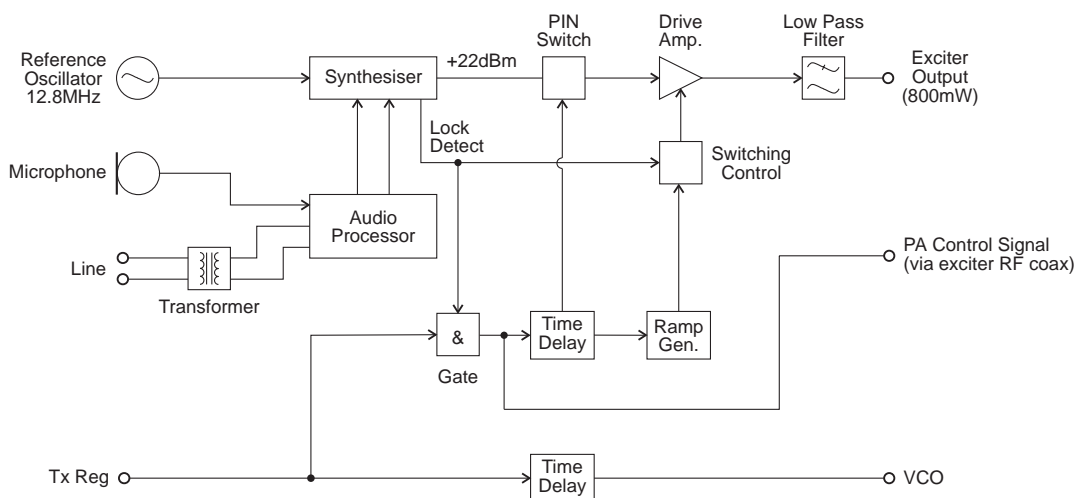 PIN
Switch
Drive
Amp.
Low Pass
Filter
Reference
Oscillator
12.8MHz
Synthesiser
+22dBm
Exciter
Output
(800mW)
Lock
Detect
Switching
Control
Microphone
Audio
Processor
Line
Transformer
PA Control Signal
(via exciter RF coax)
&
Gate
Time
Delay
Ramp
Gen.
Tx Reg
Time
Delay
VCO